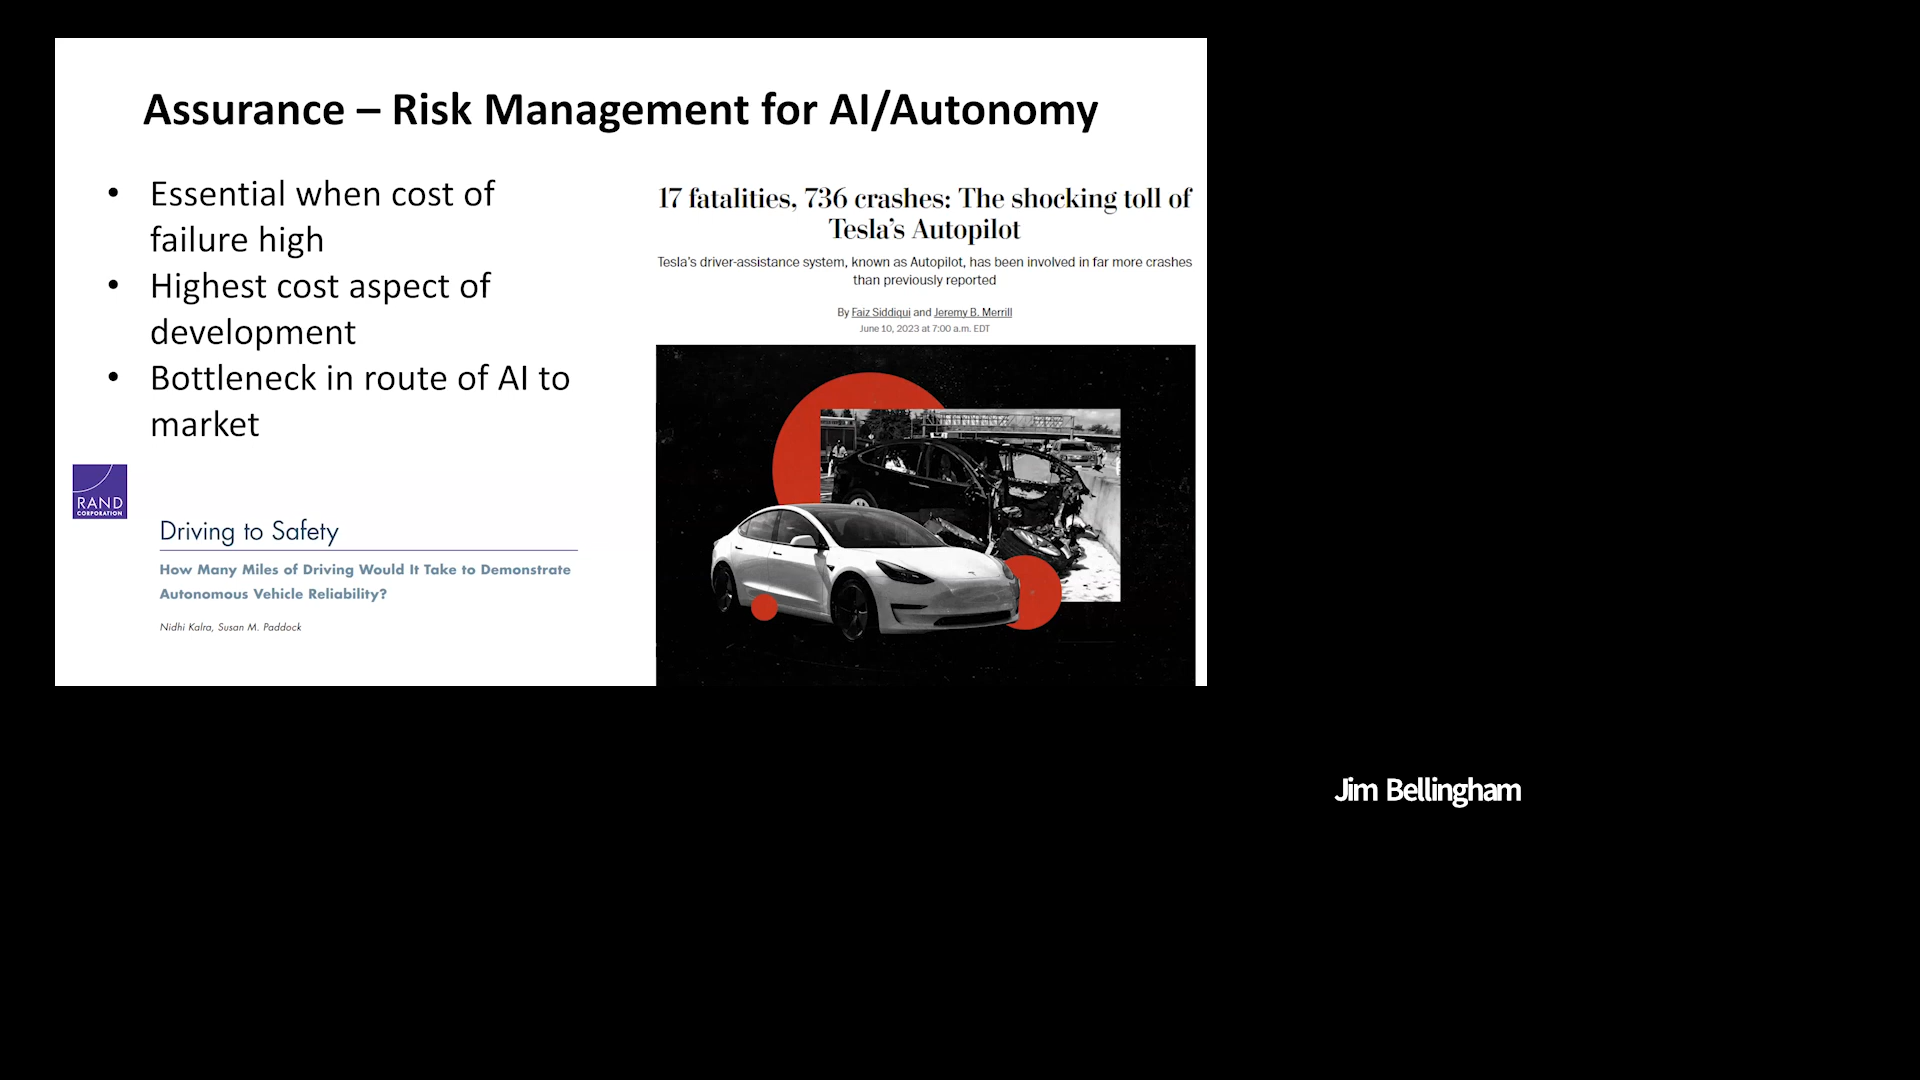 Assurance – Risk Management for AI/Autonomy
• Essential when cost of
failure high
• Highest cost aspect of
development
• Bottleneck in route of AI to
market
RAND
CORPORATION
Driving to Safety
How Many Miles of Driving Would It Take to Demonstrate
Autonomous Vehicle Reliability?
Nidhi Kalra, Susan M. Paddock
17 fatalities, 736 crashes: The shocking toll of
Tesla’s Autopilot
Tesla’s driver-assistance system, known as Autopilot, has been involved in far more crashes
than previously reported
By Faiz Siddiqui and Jeremy B. Merrill
June 10, 2023 at 7:00 a.m. EDT
Jim Bellingham